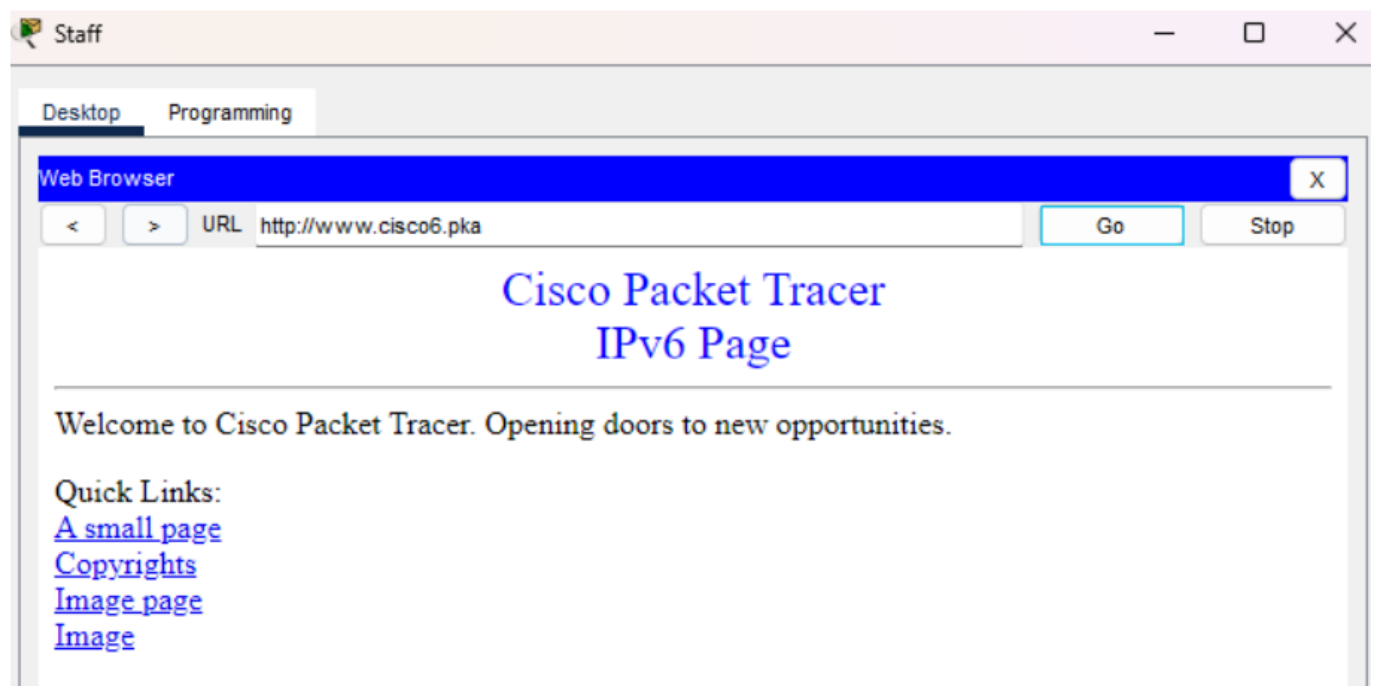 Staff
Desktop Programming
Web Browser X
< > URL http://www.cisco6.pka Go Stop
Cisco Packet Tracer
IPv6 Page
Welcome to Cisco Packet Tracer. Opening doors to new opportunities.
Quick Links:
A small page
Copyrights
Image page
Image